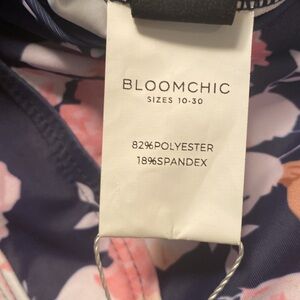 BLOOMCHIC
SIZES 10-30
82%POLYESTER
18%SPANDEX